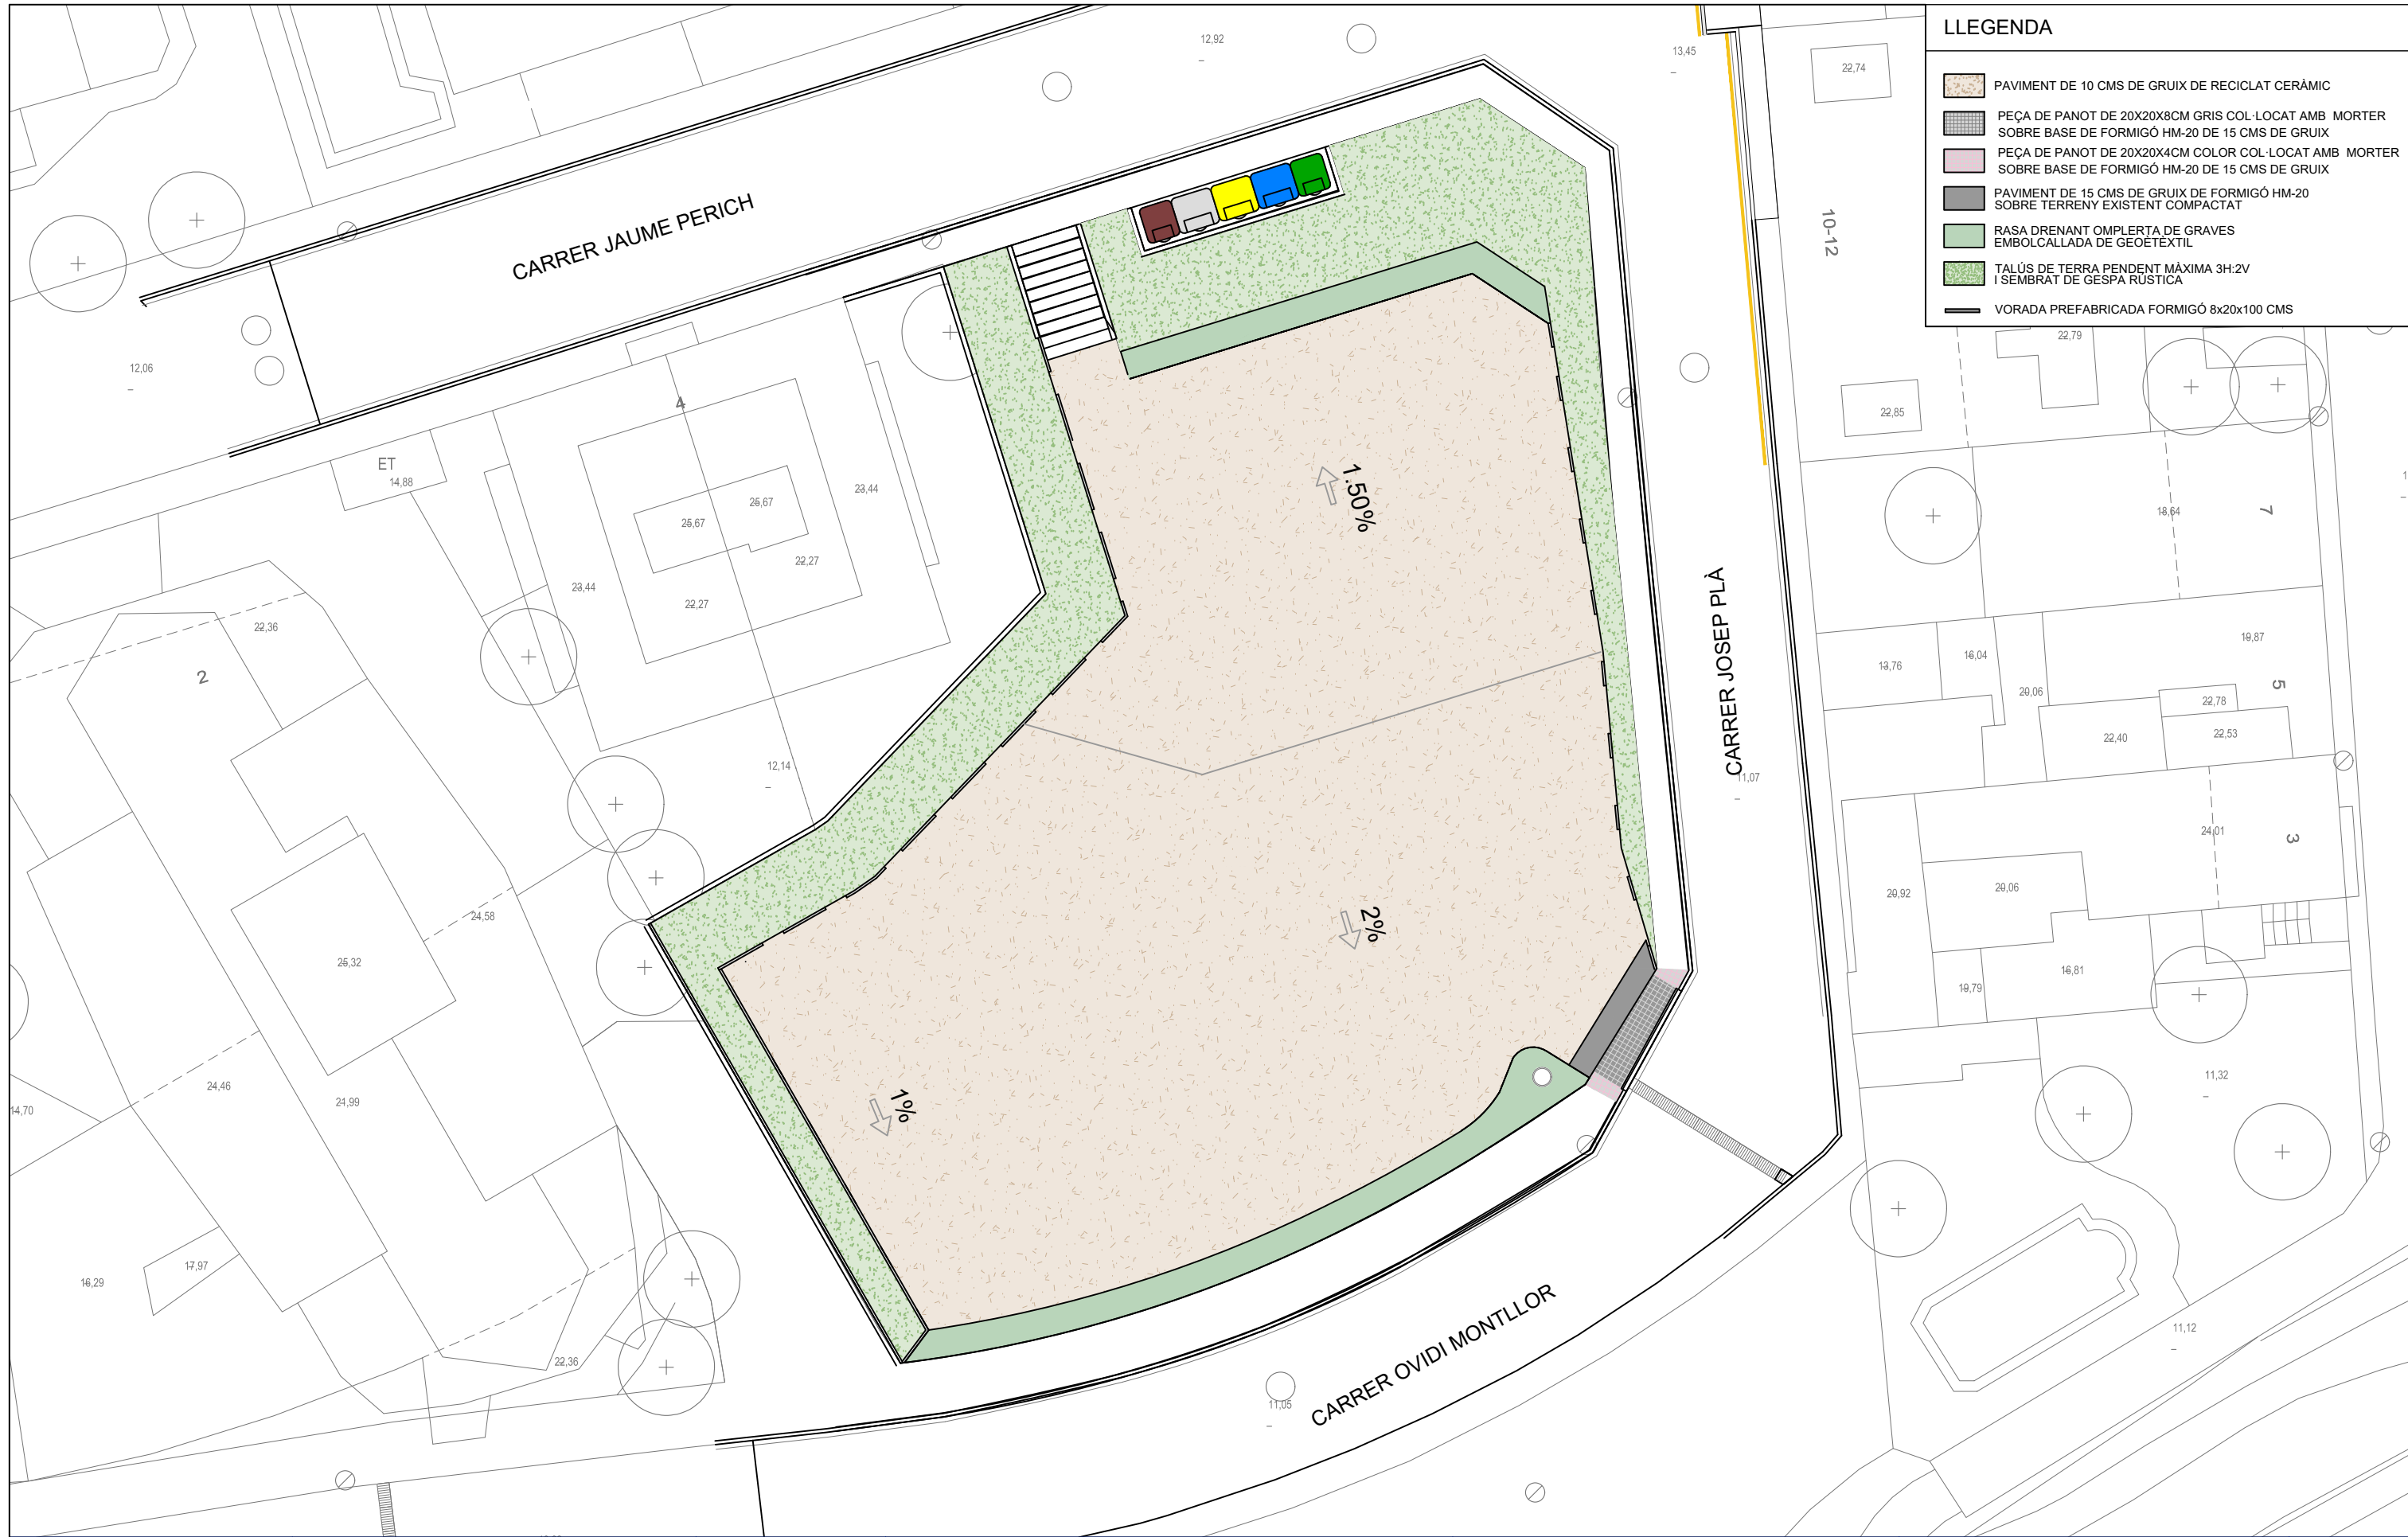 LLEGENDA
PAVIMENT DE 10 CMS DE GRUIX DE RECICLAT CERÀMIC
PEÇA DE PANOT DE 20X20X8CM GRIS COL·LOCAT AMB MORTER
SOBRE BASE DE FORMIGÓ HM-20 DE 15 CMS DE GRUIX
PEÇA DE PANOT DE 20X20X4CM COLOR COL·LOCAT AMB MORTER
SOBRE BASE DE FORMIGÓ HM-20 DE 15 CMS DE GRUIX
PAVIMENT DE 15 CMS DE GRUIX DE FORMIGÓ HM-20
SOBRE TERRENY EXISTENT COMPACTAT
RASA DRENANT OMPLERTA DE GRAVES
EMBOLCALLADA DE GEOTÈTÈXTIL
TALÚS DE TERRA PENDENT MÀXIMA 3H:2V
I SEMBRAT DE GESPA RÚSTICA
VORADA PREFABRICADA FORMIGÓ 8x20x100 CMS
12,92
13,45
22,74
10-12
CARRER JAUME PERICH
12,06
22,79
22,85
4
ET
14,88
23,44
25,67
25,67
22,27
23,44
22,27
1.50%
18,64
7
CARRER JOSEP PLÀ
22,36
2
13,76
16,04
20,06
19,87
5
22,78
22,40
22,53
12,14
11,07
24,01
3
20,92
20,06
24,58
2%
25,32
19,79
16,81
24,46
24,99
14,70
1%
11,32
17,97
16,29
22,36
CARRER OVIDI MONTLLOR
11,05
11,12